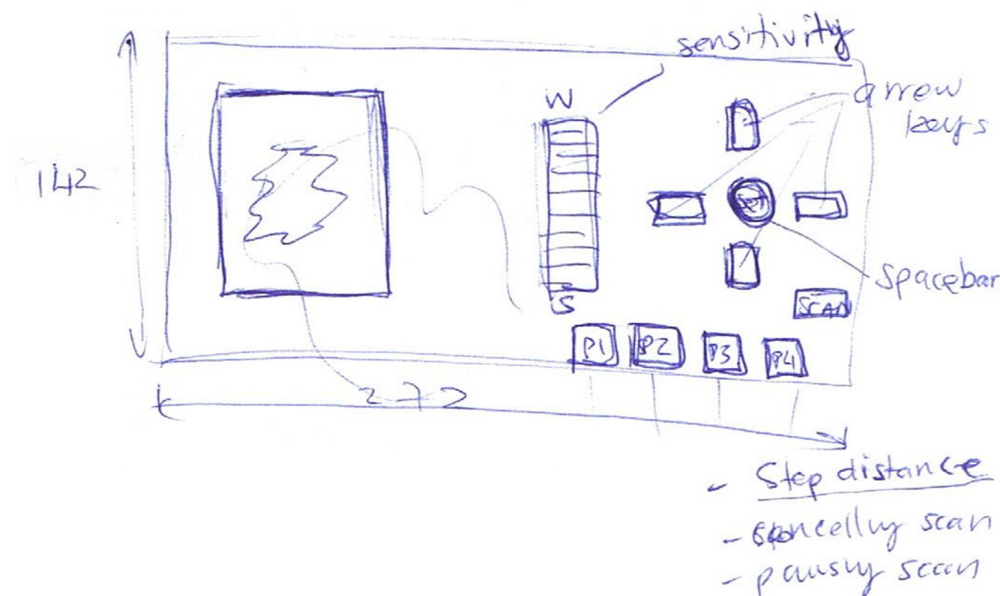 sensitivity
W
arrow
keys
142
spacebar
S
SCAN
P1 P2 P3 P4
272
- Step distance
- cancelling scan
- pausing scan